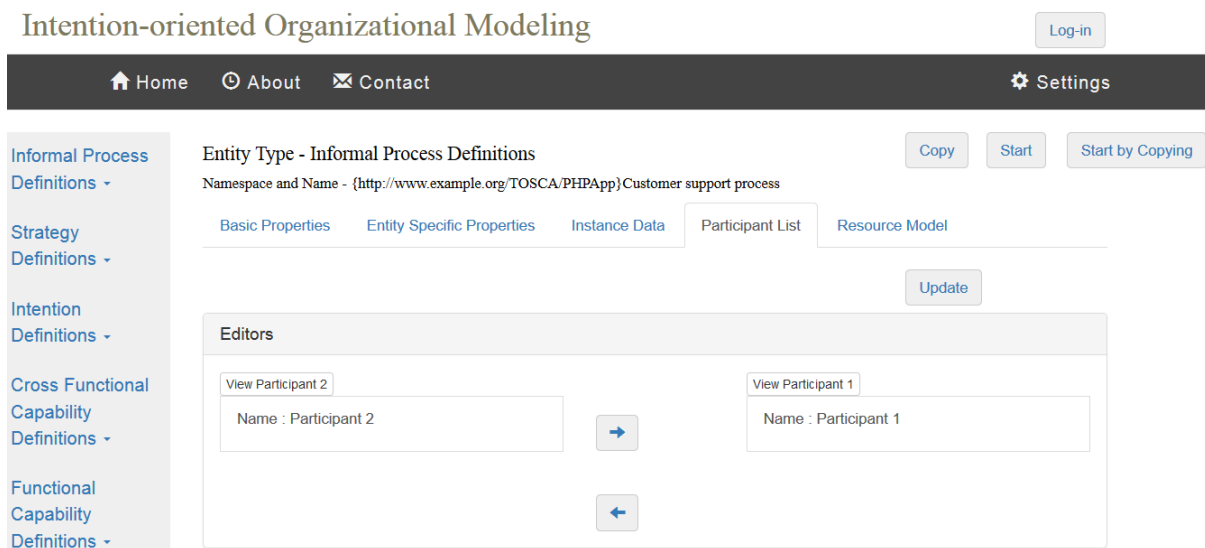 Intention-oriented Organizational Modeling
Log-in
Home About Contact Settings
Informal Process
Definitions
Strategy
Definitions
Intention
Definitions
Cross Functional
Capability
Definitions
Functional
Capability
Definitions
Entity Type - Informal Process Definitions
Copy Start Start by Copying
Namespace and Name - {http://www.example.org/TOSCA/PHPApp}Customer support process
Basic Properties Entity Specific Properties Instance Data Participant List Resource Model
Update
Editors
View Participant 2 View Participant 1
Name : Participant 2 Name : Participant 1